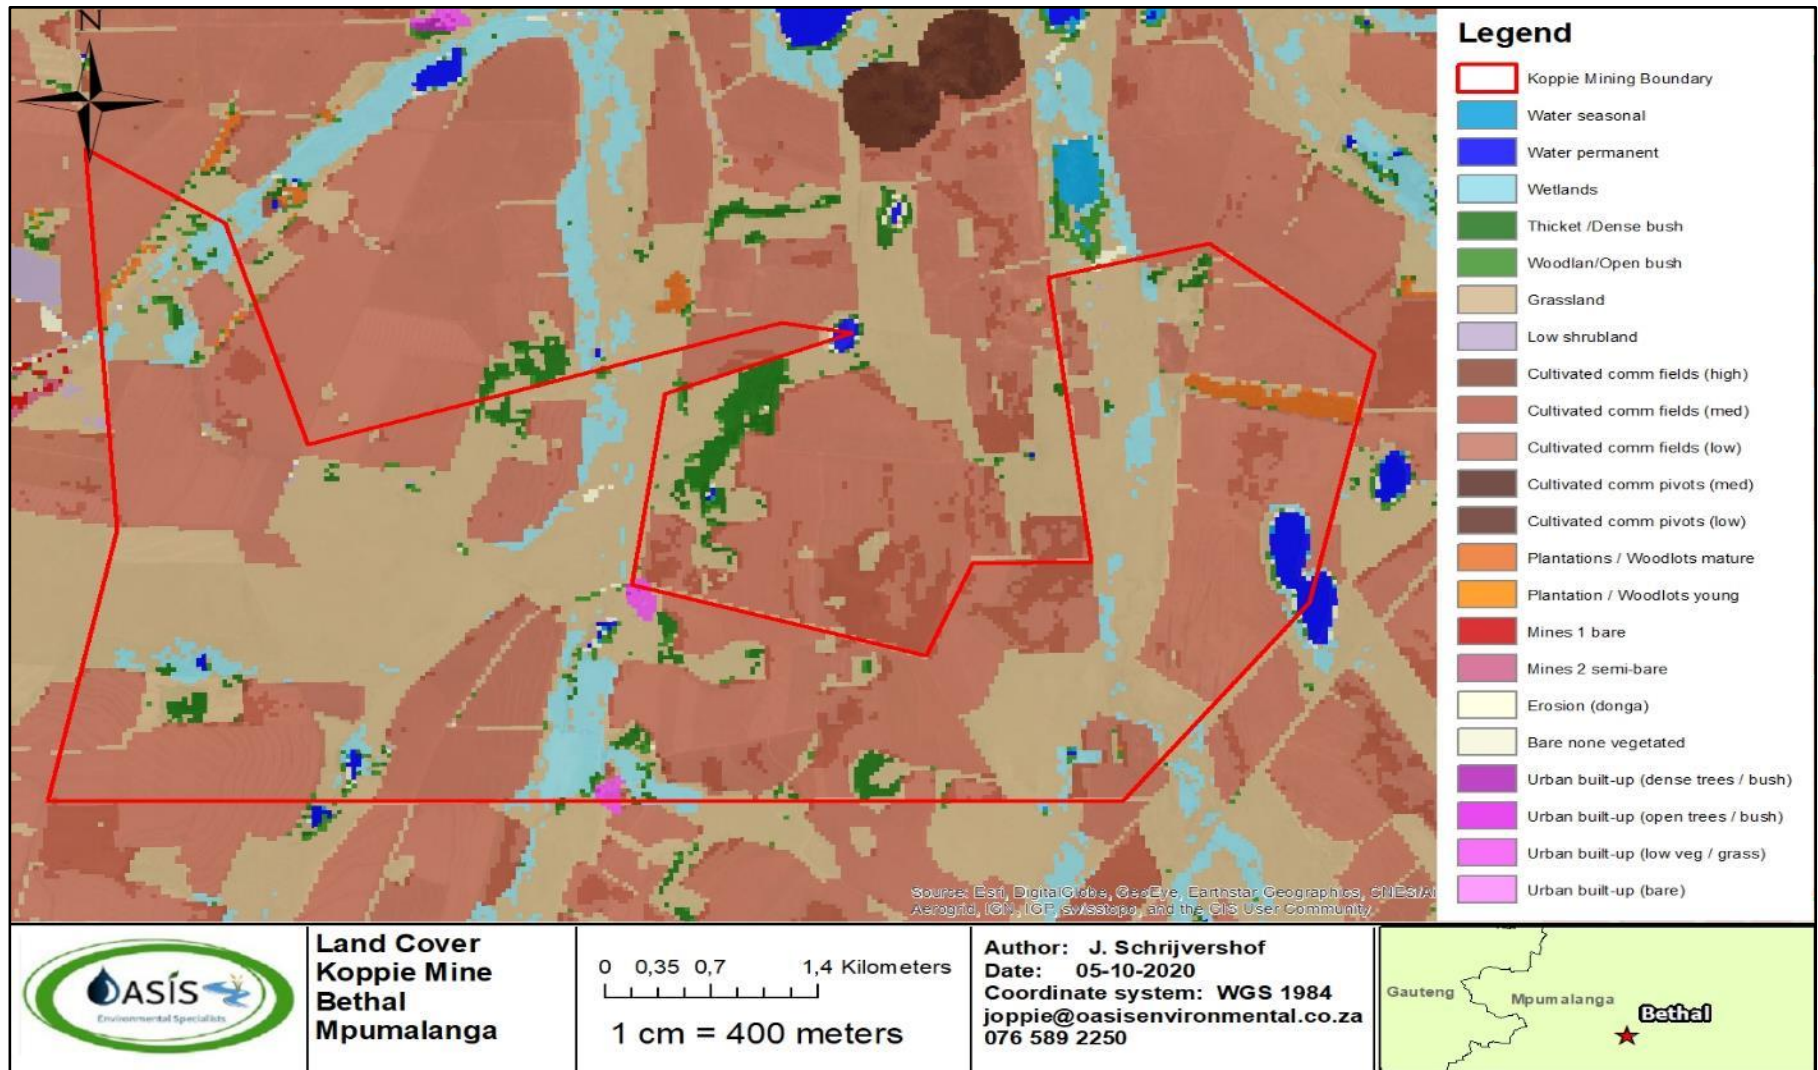 N
Legend
Koppie Mining Boundary
Water seasonal
Water permanent
Wetlands
Thicket /Dense bush
Woodlan/Open bush
Grassland
Low shrubland
Cultivated comm fields (high)
Cultivated comm fields (med)
Cultivated comm fields (low)
Cultivated comm pivots (med)
Cultivated comm pivots (low)
Plantations / Woodlots mature
Plantation / Woodlots young
Mines 1 bare
Mines 2 semi-bare
Erosion (donga)
Bare none vegetated
Urban built-up (dense trees / bush)
Urban built-up (open trees / bush)
Urban built-up (low veg / grass)
Urban built-up (bare)
Source: Esri, DigitalGlobe, GeoEye, Earthstar Geographics, CNES/Ai
Aerogrid, IGN, IGP, swisstopo, and the GIS User Community
OASIS
Environmental Specialists
Land Cover
Koppie Mine
Bethal
Mpumalanga
0 0,35 0,7 1,4 Kilometers
1 cm = 400 meters
Author: J. Schrijvershof
Date: 05-10-2020
Coordinate system: WGS 1984
joppie@oasisenvironmental.co.za
076 589 2250
Gauteng
Mpumalanga
Bethal